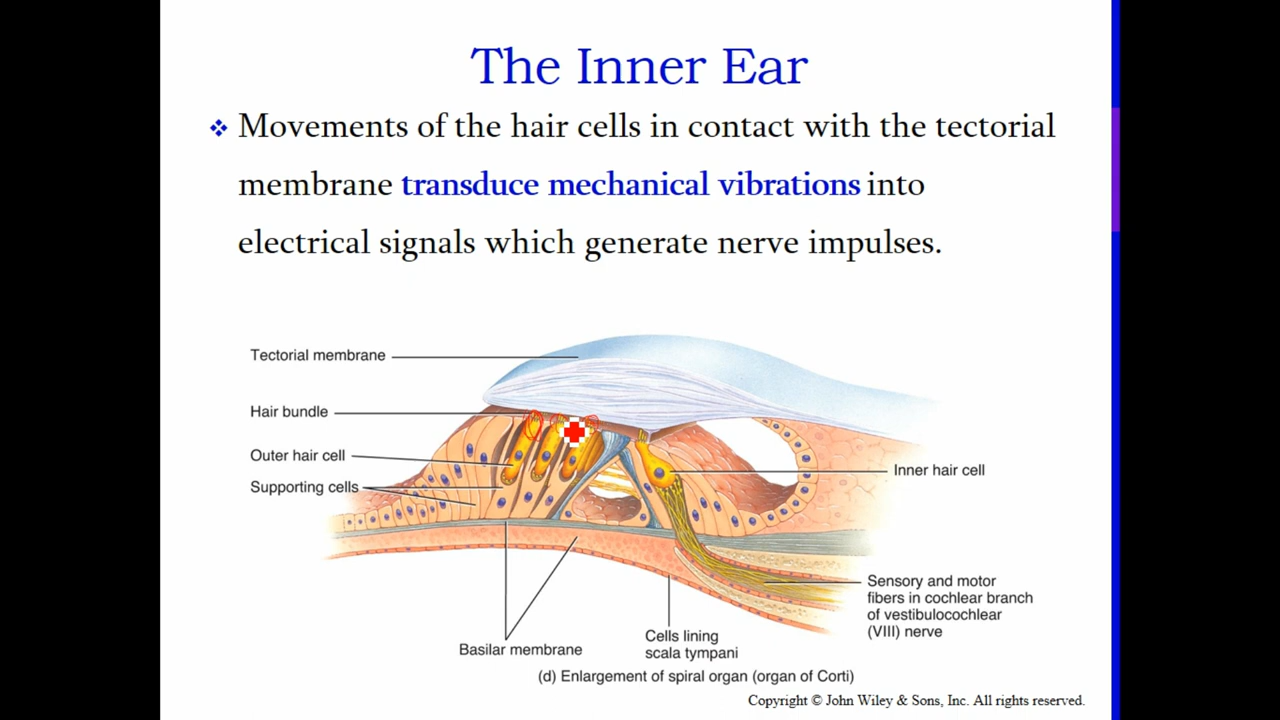 The Inner Ear
❖ Movements of the hair cells in contact with the tectorial
membrane transduce mechanical vibrations into
electrical signals which generate nerve impulses.
Tectorial membrane
Hair bundle
Outer hair cell
Supporting cells
Inner hair cell
Sensory and motor
fibers in cochlear branch
of vestibulocochlear
(VIII) nerve
Basilar membrane
Cells lining
scala tympani
(d) Enlargement of spiral organ (organ of Corti)
Copyright © John Wiley & Sons, Inc. All rights reserved.